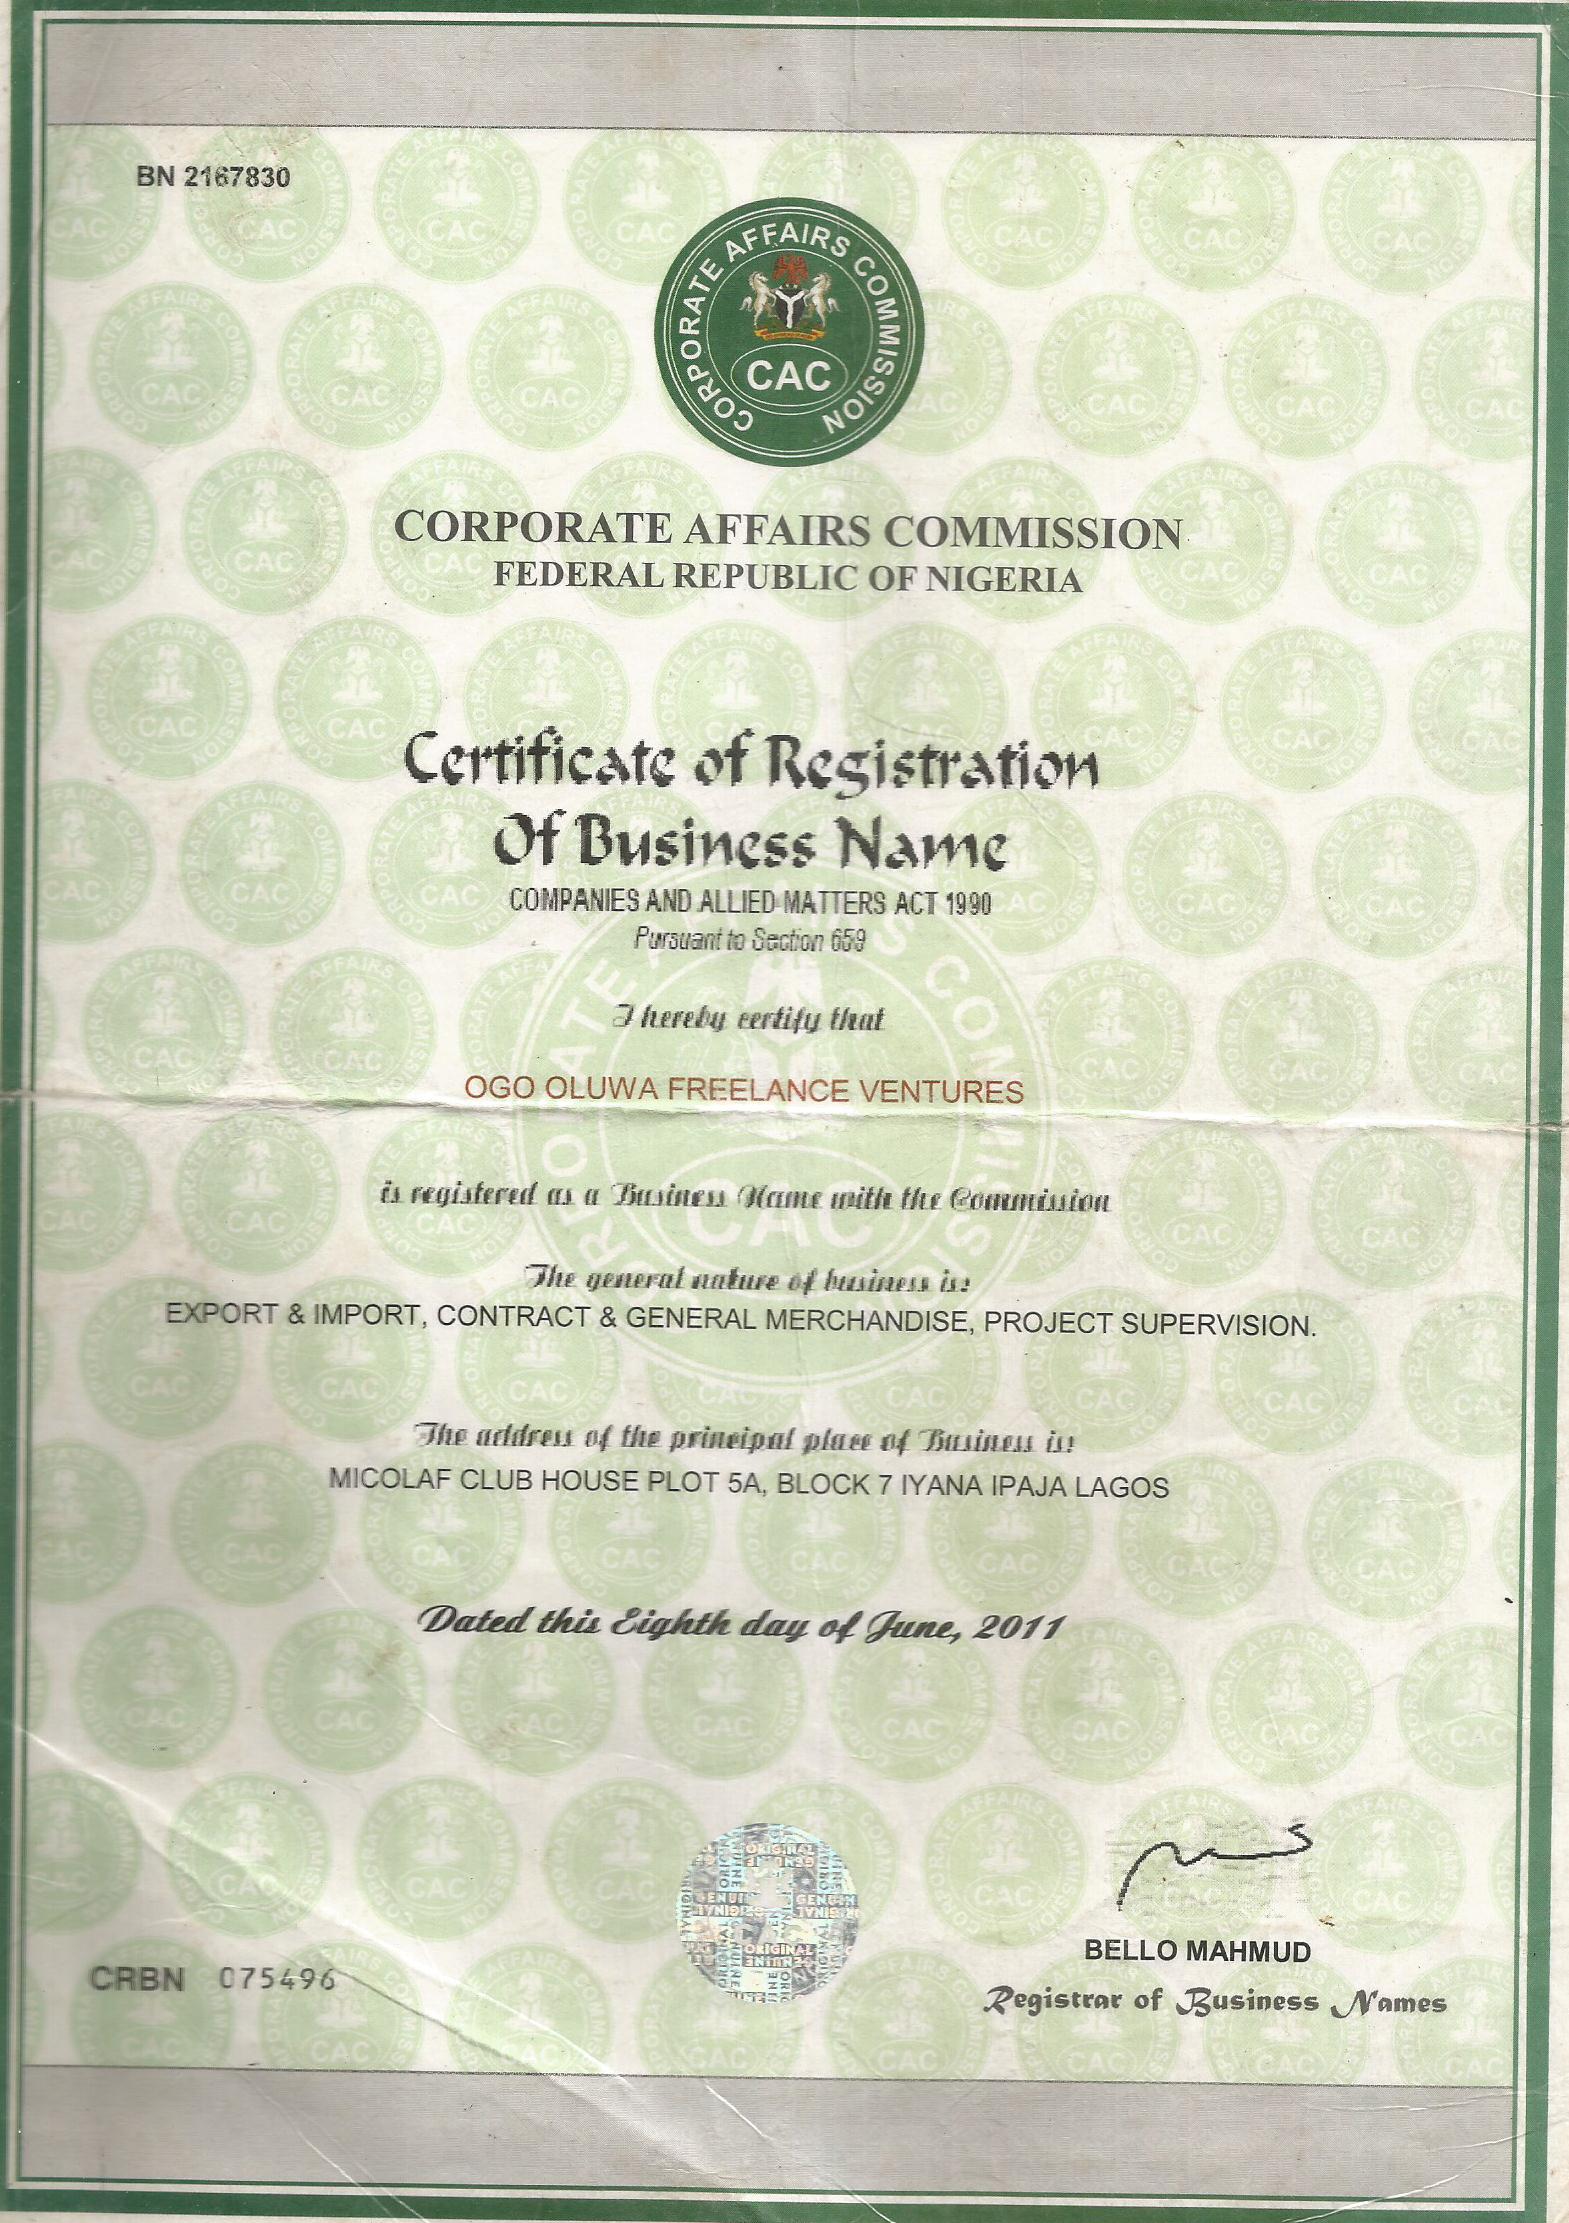 BN 2167830
CORPORATE AFFAIRS COMMISSION
CAC
CORPORATE AFFAIRS COMMISSION
FEDERAL REPUBLIC OF NIGERIA
Certificate of Registration
Of Business Name
COMPANIES AND ALLIED MATTERS ACT 1990
Pursuant to Section 659
I hereby certify that
OGO OLUWA FREELANCE VENTURES
is registered as a Business Name with the Commission
The general nature of business is:
EXPORT & IMPORT, CONTRACT & GENERAL MERCHANDISE, PROJECT SUPERVISION.
The address of the principal place of Business is:
MICOLAF CLUB HOUSE PLOT 5A, BLOCK 7 IYANA IPAJA LAGOS
Dated this Eighth day of June, 2011
ORIGINAL
GENUINE
BELLO MAHMUD
CRBN 075496
Registrar of Business Names